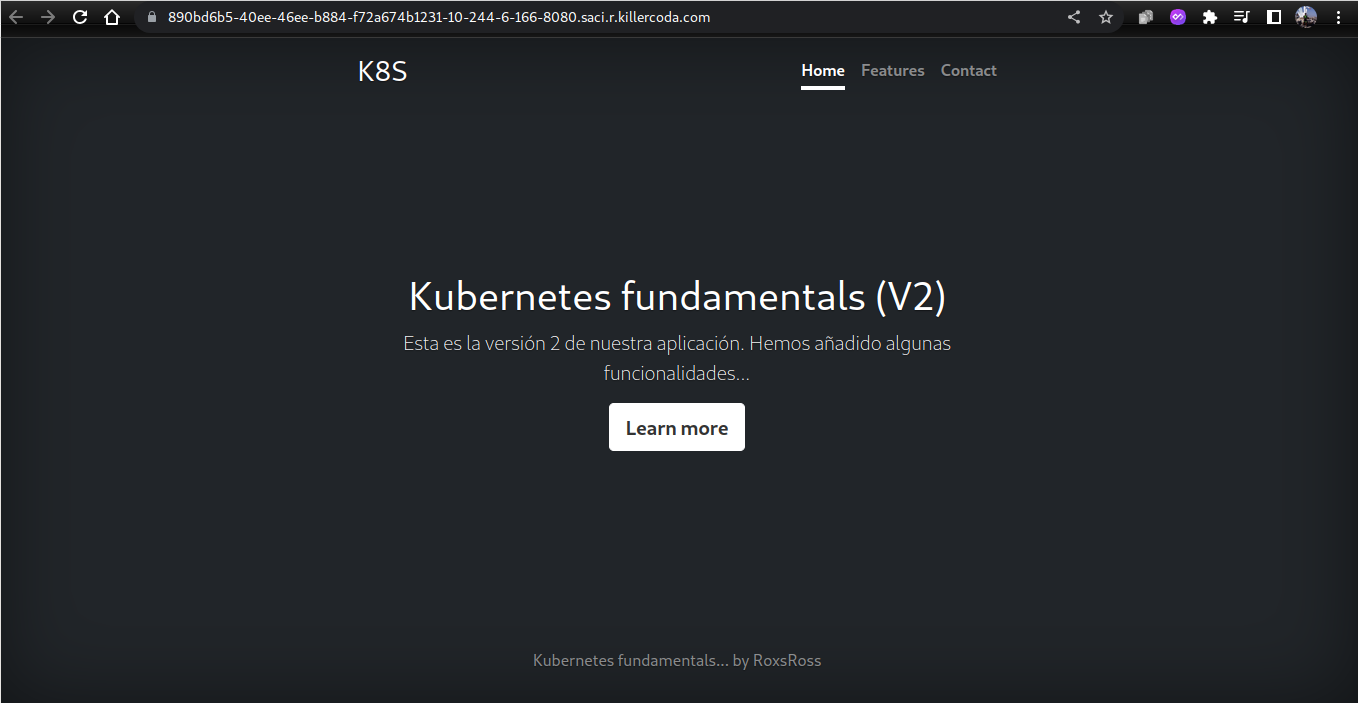 890bd6b5-40ee-46ee-b884-f72a674b1231-10-244-6-166-8080.saci.r.killercoda.com
K8S
Home Features Contact
Kubernetes fundamentals (V2)
Esta es la versión 2 de nuestra aplicación. Hemos añadido algunas
funcionalidades...
Learn more
Kubernetes fundamentals... by RoxsRoss